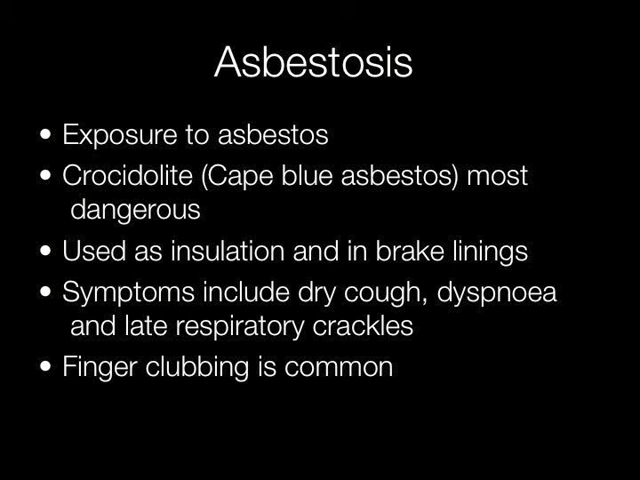 Asbestosis
• Exposure to asbestos
• Crocidolite (Cape blue asbestos) most
dangerous
• Used as insulation and in brake linings
• Symptoms include dry cough, dyspnoea
and late respiratory crackles
• Finger clubbing is common